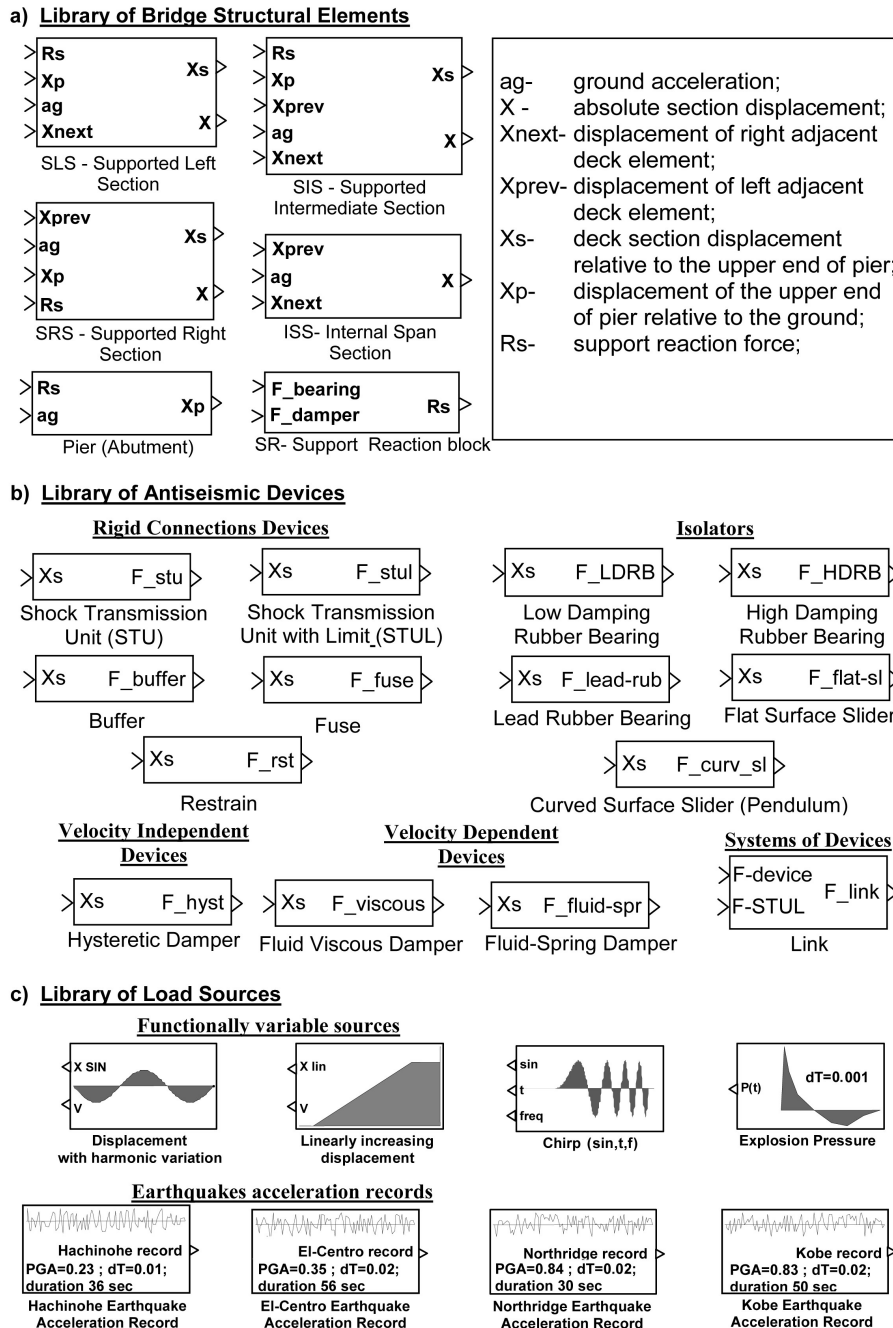 a) Library of Bridge Structural Elements
Rs
Xp
ag
Xnext
Xs
X
SLS - Supported Left
Section
Rs
Xp
Xprev
ag
Xnext
Xs
X
SIS - Supported
Intermediate Section
Xprev
ag
Xp
Rs
Xs
X
SRS - Supported Right
Section
Xprev
ag
Xnext
X
ISS- Internal Span
Section
Rs
ag
Xp
Pier (Abutment)
F_bearing
F_damper
Rs
SR- Support Reaction block
ag- ground acceleration;
X - absolute section displacement;
Xnext- displacement of right adjacent
deck element;
Xprev- displacement of left adjacent
deck element;
Xs- deck section displacement
relative to the upper end of pier;
Xp- displacement of the upper end
of pier relative to the ground;
Rs- support reaction force;
b) Library of Antiseismic Devices
Rigid Connections Devices
Xs F_stu
Shock Transmission
Unit (STU)
Xs F_stul
Shock Transmission
Unit with Limit_(STUL)
Xs F_buffer
Buffer
Xs F_fuse
Fuse
Xs F_rst
Restrain
Isolators
Xs F_LDRB
Low Damping
Rubber Bearing
Xs F_HDRB
High Damping
Rubber Bearing
Xs F_lead-rub
Lead Rubber Bearing
Xs F_flat-sl
Flat Surface Slider
Xs F_curv_sl
Curved Surface Slider (Pendulum)
Velocity Independent
Devices
Xs F_hyst
Hysteretic Damper
Velocity Dependent
Devices
Xs F_viscous
Fluid Viscous Damper
Xs F_fluid-spr
Fluid-Spring Damper
Systems of Devices
F-device
F-STUL
F_link
Link
c) Library of Load Sources
Functionally variable sources
X SIN
V
Displacement
with harmonic variation
X lin
V
Linearly increasing
displacement
sin
t
freq
Chirp (sin,t,f)
P(t)
dT=0.001
Explosion Pressure
Earthquakes acceleration records
Hachinohe record
PGA=0.23 ; dT=0.01;
duration 36 sec
Hachinohe Earthquake
Acceleration Record
El-Centro record
PGA=0.35 ; dT=0.02;
duration 56 sec
El-Centro Earthquake
Acceleration Record
Northridge record
PGA=0.84 ; dT=0.02;
duration 30 sec
Northridge Earthquake
Acceleration Record
Kobe record
PGA=0.83 ; dT=0.02;
duration 50 sec
Kobe Earthquake
Acceleration Record